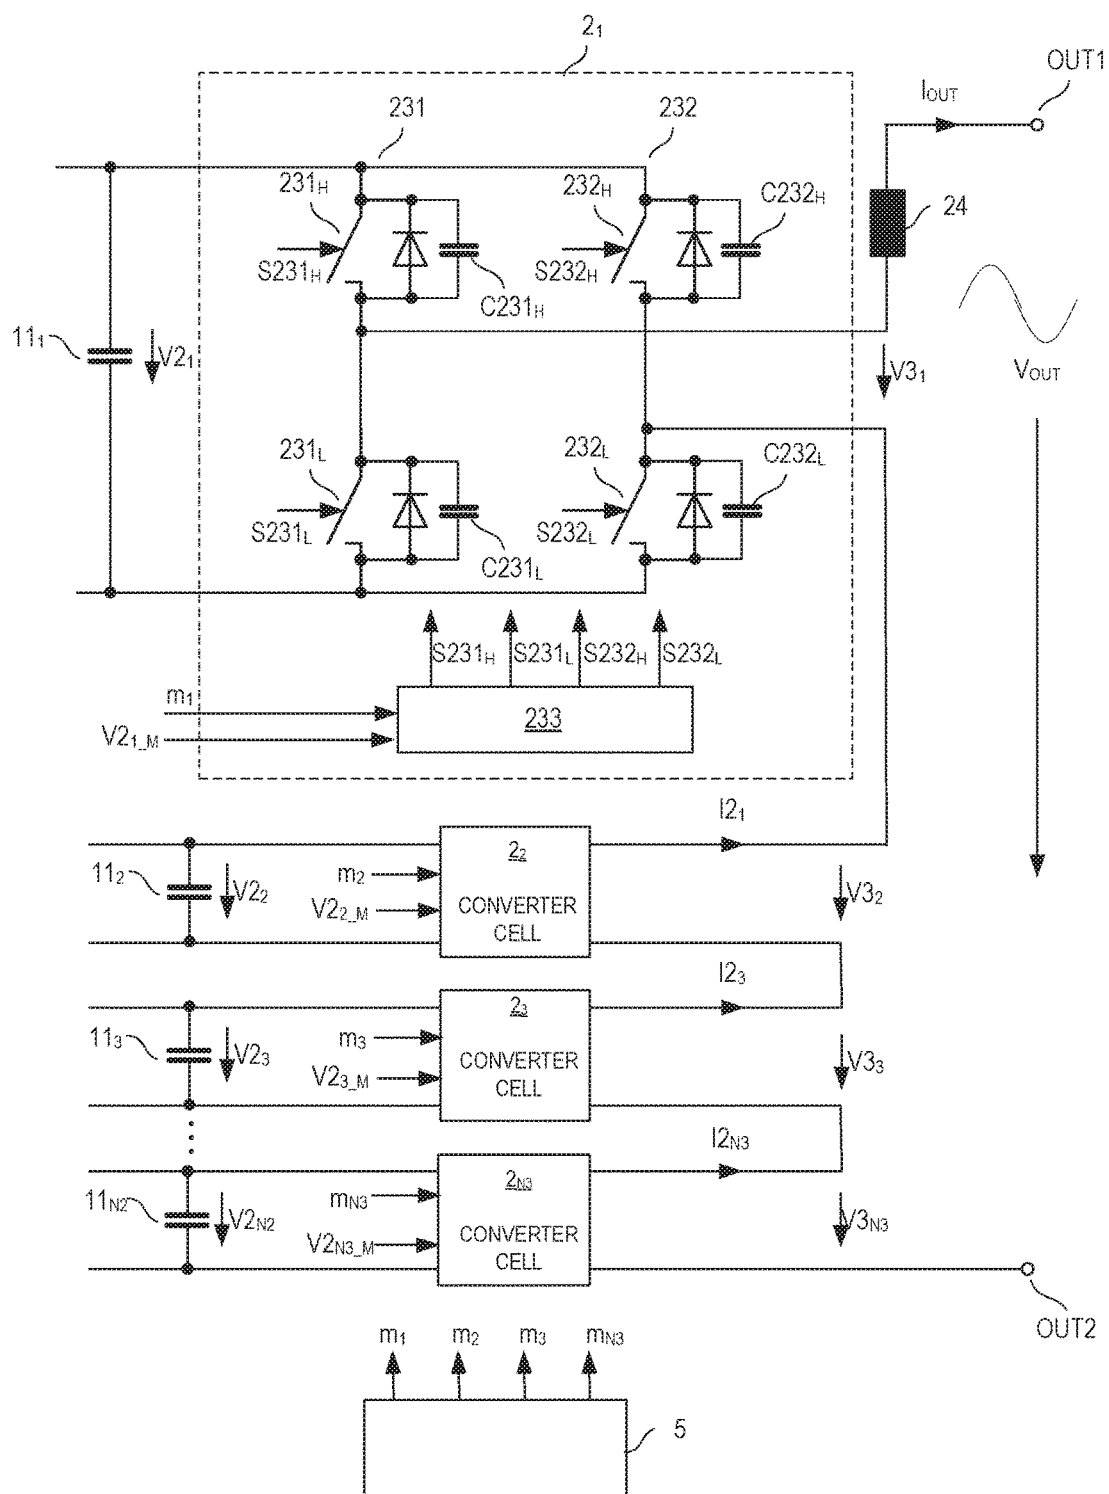 2₁
OUT1
I_OUT
231
232
231_H
232_H
C232_H
24
S231_H
S232_H
C231_H
11₁
V2₁
V3₁
V_OUT
231_L
232_L
C232_L
S231_L
S232_L
C231_L
S231_H
S231_L
S232_H
S232_L
m₁
233
V2₁_M
I2₁
11₂
V2₂
m₂
V2₂_M
2₂
CONVERTER
CELL
V3₂
I2₃
11₃
V2₃
m₃
V2₃_M
2₃
CONVERTER
CELL
V3₃
I2_N3
11_N2
V2_N2
m_N3
V2_N3_M
2_N3
CONVERTER
CELL
V3_N3
OUT2
m₁
m₂
m₃
m_N3
5